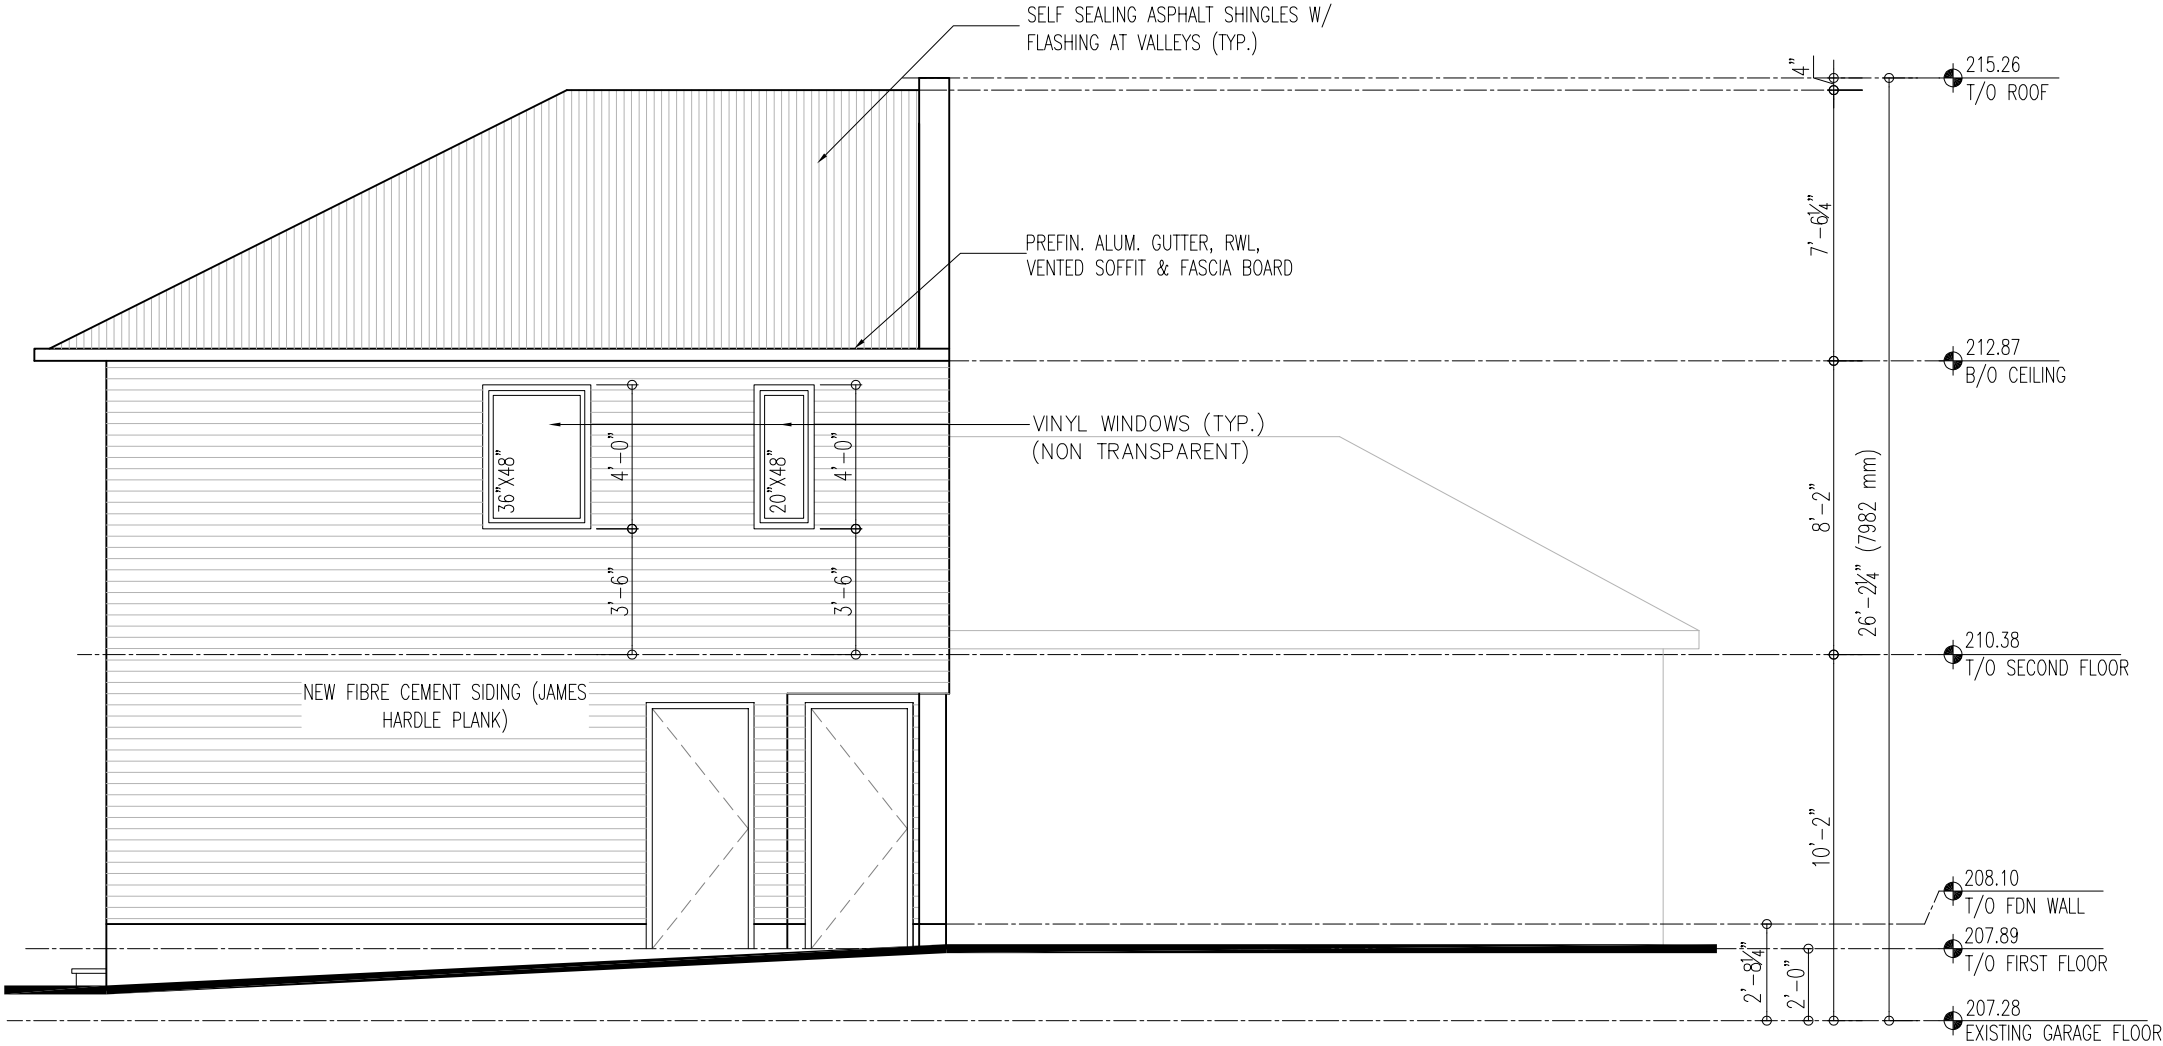 SELF SEALING ASPHALT SHINGLES W/
FLASHING AT VALLEYS (TYP.)
4"
215.26
T/O ROOF
7'-6¼"
PREFIN. ALUM. GUTTER, RWL,
VENTED SOFFIT & FASCIA BOARD
212.87
B/O CEILING
36"X48"
4'-0"
20"X48"
4'-0"
VINYL WINDOWS (TYP.)
(NON TRANSPARENT)
8'-2"
26'-2¼" (7982 mm)
3'-6"
3'-6"
210.38
T/O SECOND FLOOR
NEW FIBRE CEMENT SIDING (JAMES
HARDLE PLANK)
10'-2"
208.10
T/O FDN WALL
207.89
T/O FIRST FLOOR
2'-8¼"
2'-0"
207.28
EXISTING GARAGE FLOOR